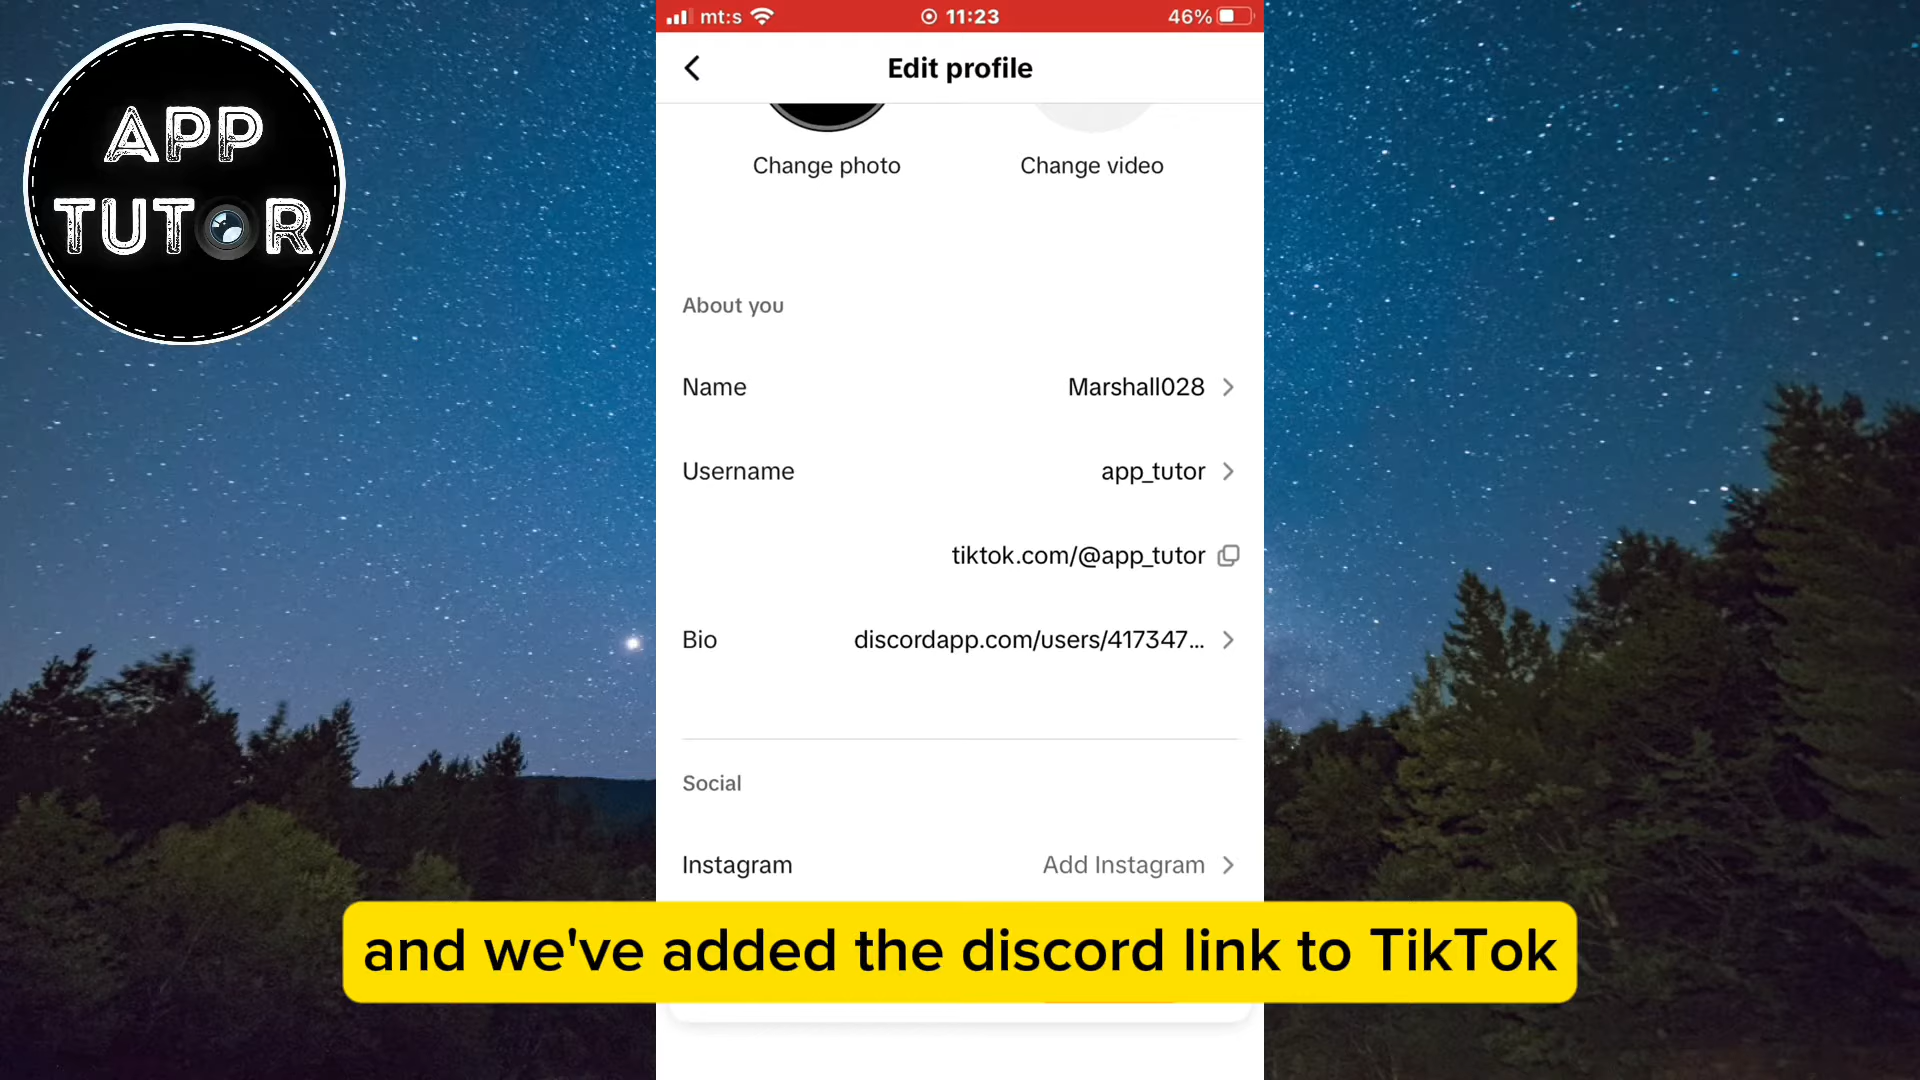 APP
TUTOR
mt:s 11:23 46%
Edit profile
Change photo Change video
About you
Name Marshall028
Username app_tutor
tiktok.com/@app_tutor
Bio discordapp.com/users/417347...
Social
Instagram Add Instagram
and we've added the discord link to TikTok